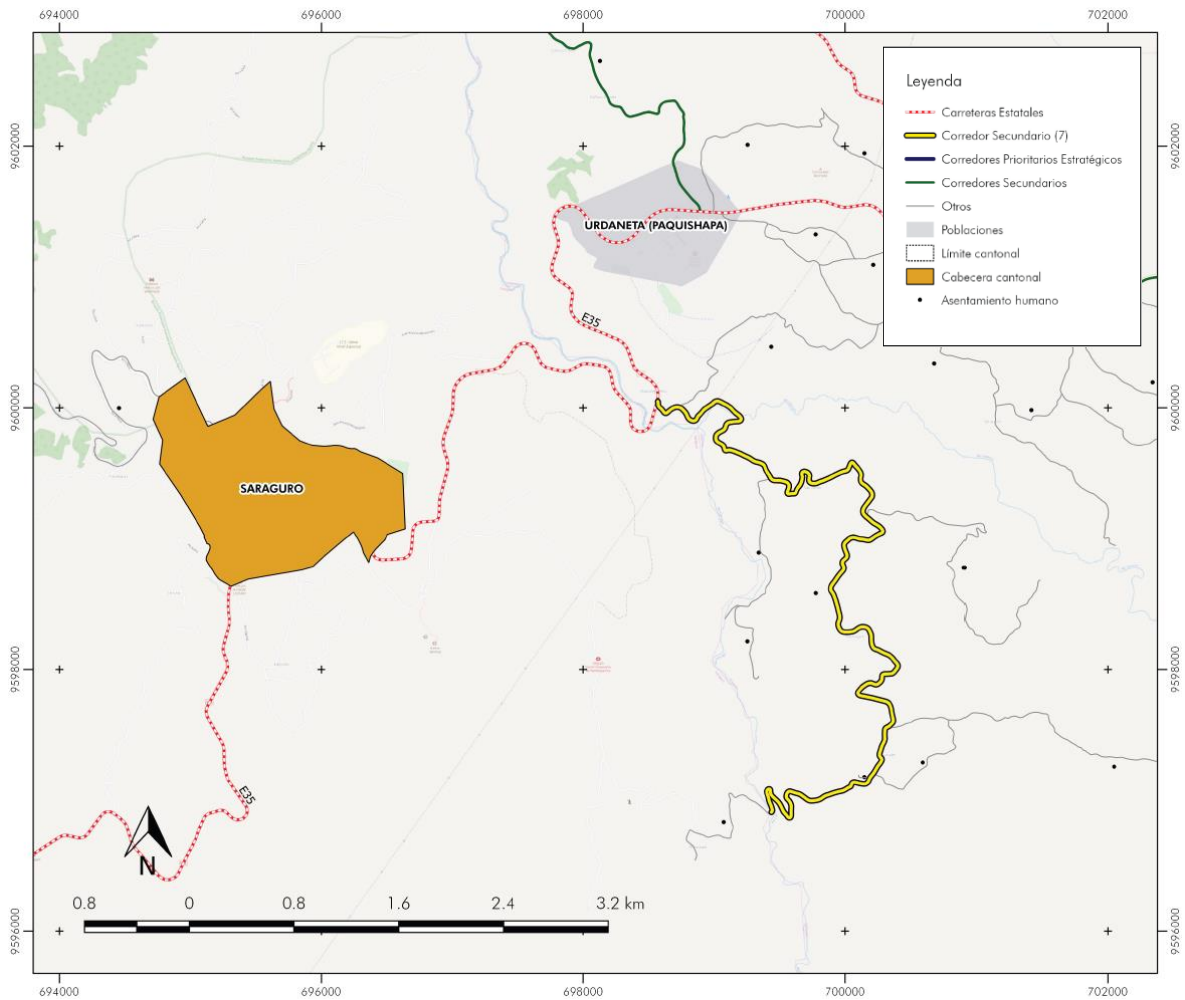 694000
696000
698000
700000
702000
9602000
9602000
9600000
9600000
9598000
9598000
9596000
9596000
Leyenda
Carreteras Estatales
Corredor Secundario (7)
Corredores Prioritarios Estratégicos
Corredores Secundarios
Otros
Poblaciones
Límite cantonal
Cabecera cantonal
Asentamiento humano
URDANETA (PAQUISHAPA)
E35
SARAGURO
E35
N
0.8 0 0.8 1.6 2.4 3.2 km
694000
696000
698000
700000
702000